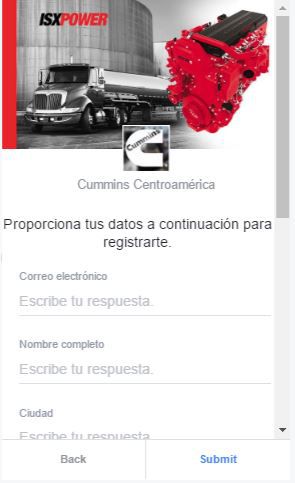 ISXPOWER
Cummins
Cummins Centroamérica
Proporciona tus datos a continuación para
registrarte.
Correo electrónico
Escribe tu respuesta.
Nombre completo
Escribe tu respuesta.
Ciudad
Escribe tu respuesta.
Back
Submit